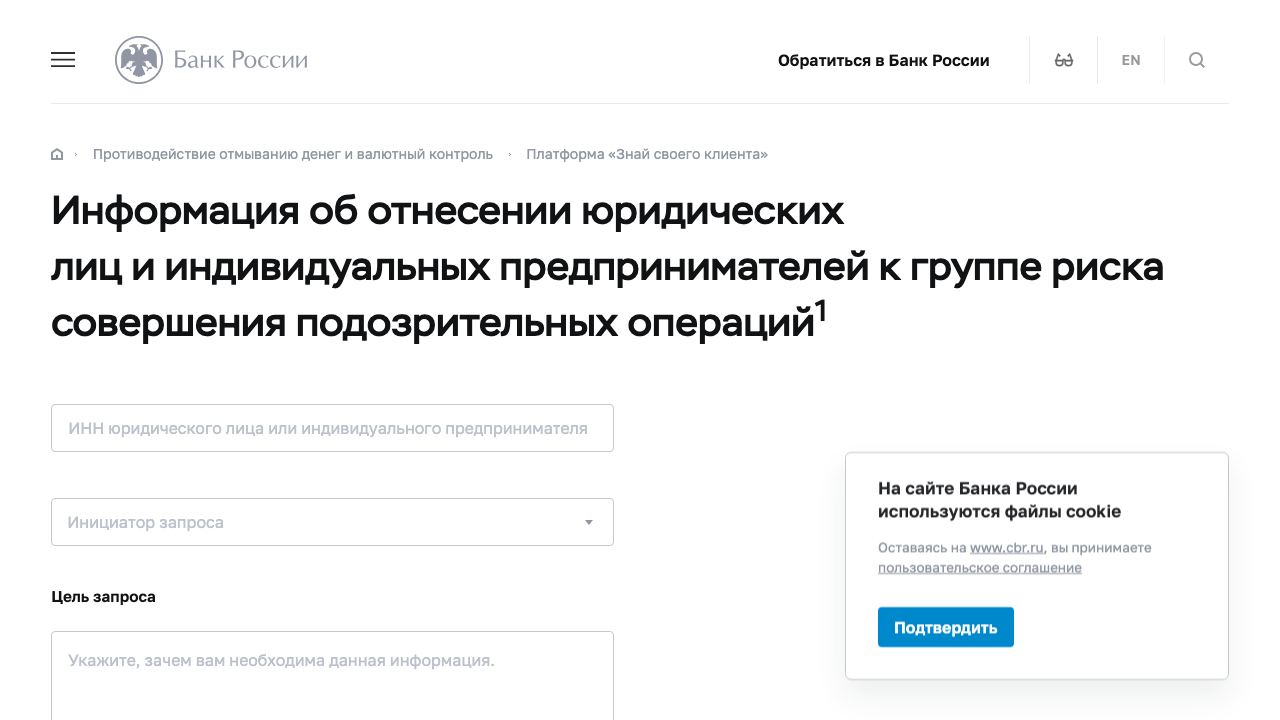 Банк России
Обратиться в Банк России
EN
Противодействие отмыванию денег и валютный контроль
Платформа «Знай своего клиента»
Информация об отнесении юридических
лиц и индивидуальных предпринимателей к группе риска
совершения подозрительных операций1
ИНН юридического лица или индивидуального предпринимателя
Инициатор запроса
Цель запроса
Укажите, зачем вам необходима данная информация.
На сайте Банка России
используются файлы cookie
Оставаясь на www.cbr.ru, вы принимаете
пользовательское соглашение
Подтвердить